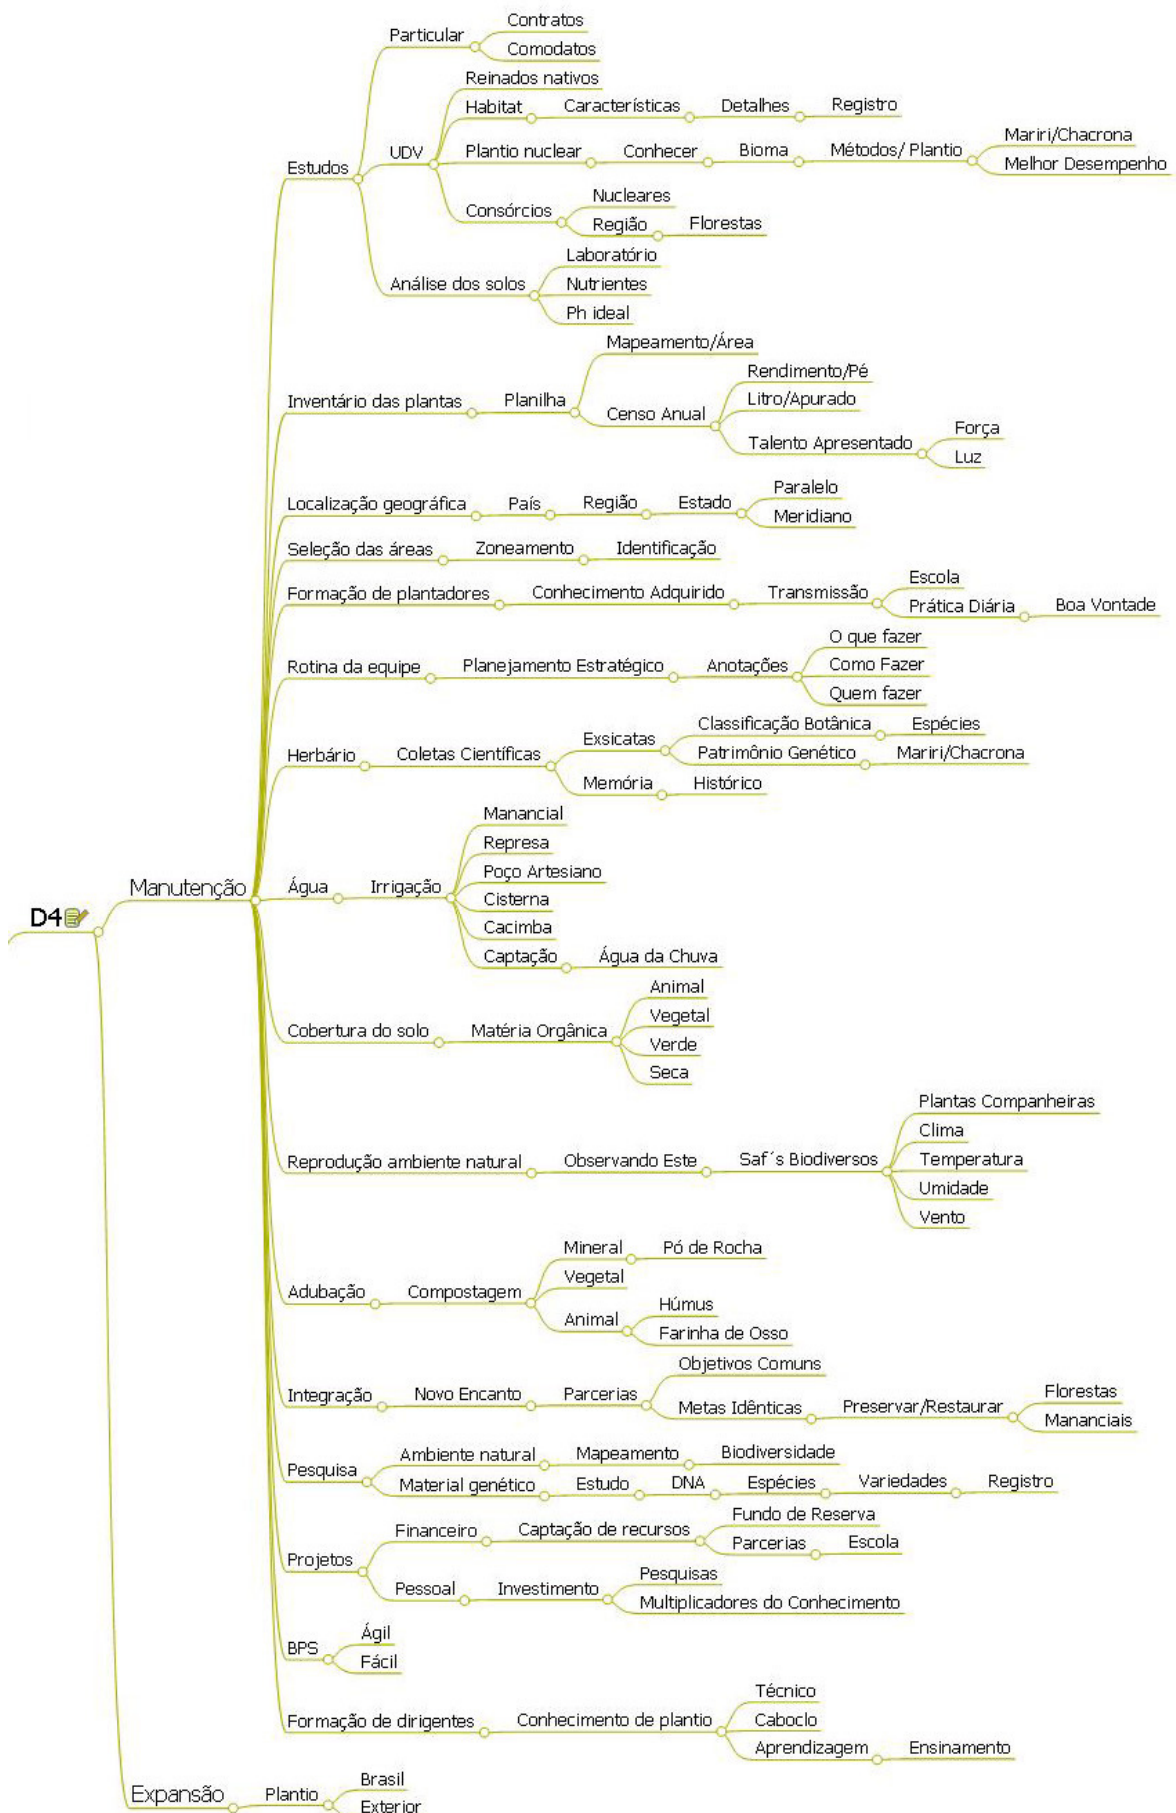 Contratos
Particular
Comodatos
Reinados nativos
Habitat Características Detalhes Registro
Mariri/Chacrona
UDV Plantio nuclear Conhecer Bioma Métodos/ Plantio
Melhor Desempenho
Estudos
Nucleares
Consórcios
Região Florestas
Laboratório
Análise dos solos Nutrientes
Ph ideal
Mapeamento/Área
Rendimento/Pé
Inventário das plantas Planilha Litro/Apurado
Censo Anual
Talento Apresentado Força
Luz
Paralelo
Localização geográfica País Região Estado
Meridiano
Seleção das áreas Zoneamento Identificação
Escola
Formação de plantadores Conhecimento Adquirido Transmissão
Prática Diária Boa Vontade
O que fazer
Rotina da equipe Planejamento Estratégico Anotações Como Fazer
Quem fazer
Classificação Botânica Espécies
Exsicatas
Herbário Coletas Científicas Patrimônio Genético Mariri/Chacrona
Memória Histórico
Manancial
Represa
Poço Artesiano
Manutenção Água Irrigação
Cisterna
D4
Cacimba
Captação Água da Chuva
Animal
Vegetal
Cobertura do solo Matéria Orgânica
Verde
Seca
Plantas Companheiras
Clima
Reprodução ambiente natural Observando Este Saf´s Biodiversos Temperatura
Umidade
Vento
Mineral Pó de Rocha
Vegetal
Adubação Compostagem
Húmus
Animal
Farinha de Osso
Objetivos Comuns
Integração Novo Encanto Parcerias
Florestas
Metas Idênticas Preservar/Restaurar
Mananciais
Ambiente natural Mapeamento Biodiversidade
Pesquisa
Material genético Estudo DNA Espécies Variedades Registro
Fundo de Reserva
Financeiro Captação de recursos
Parcerias Escola
Projetos
Pesquisas
Pessoal Investimento
Multiplicadores do Conhecimento
Ágil
BPS
Fácil
Técnico
Formação de dirigentes Conhecimento de plantio Caboclo
Aprendizagem Ensinamento
Brasil
Expansão Plantio
Exterior